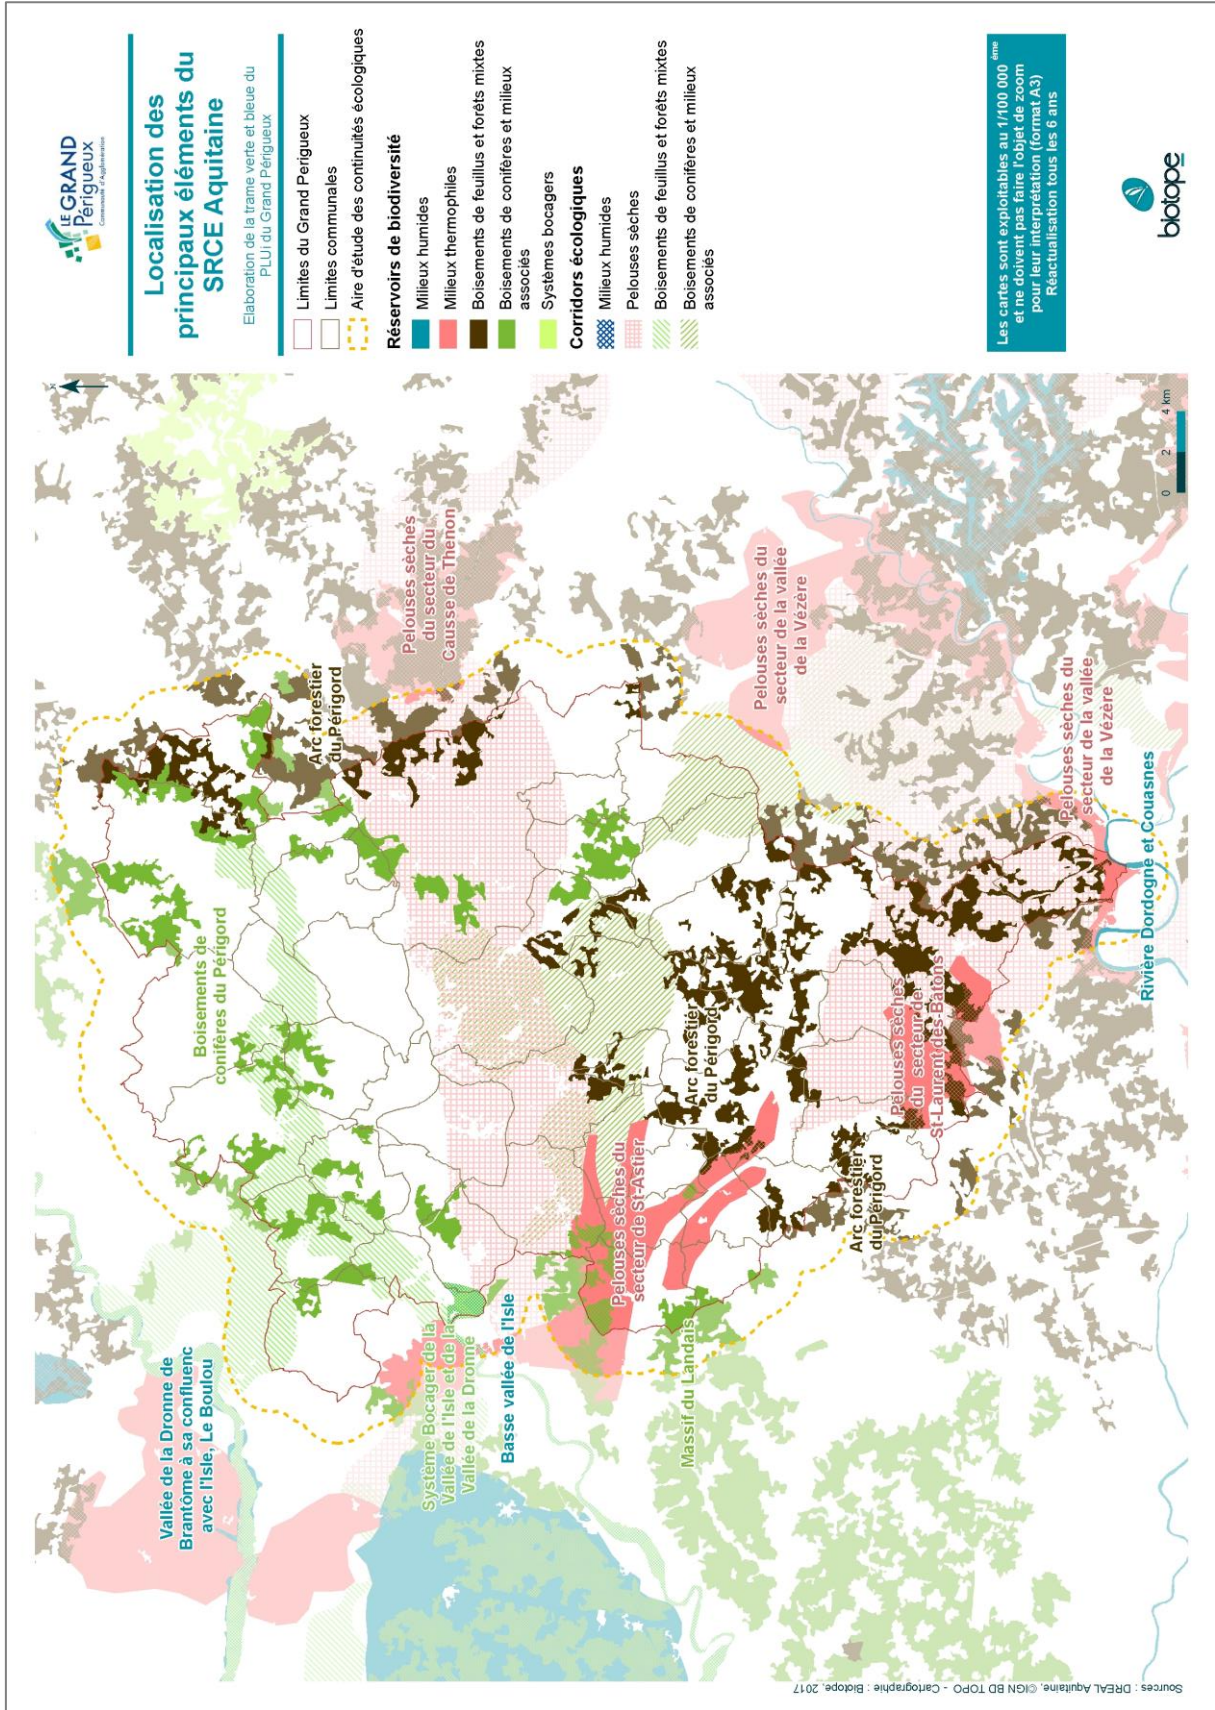 LE GRAND
Périgueux
Communauté d'Agglomération
Localisation des
principaux éléments du
SRCE Aquitaine
Elaboration de la trame verte et bleue du
PLUi du Grand Périgueux
Limites du Grand Perigueux
Limites communales
Aire d'étude des continuités écologiques
Réservoirs de biodiversité
Milieux humides
Milieux thermophiles
Boisements de feuillus et forêts mixtes
Boisements de conifères et milieux
associés
Systèmes bocagers
Corridors écologiques
Milieux humides
Pelouses sèches
Boisements de feuillus et forêts mixtes
Boisements de conifères et milieux
associés
Les cartes sont exploitables au 1/100 000 ème
et ne doivent pas faire l'objet de zoom
pour leur interprétation (format A3)
Réactualisation tous les 6 ans
biotope
Vallée de la Dronne de
Brantôme à sa confluenc
avec l'Isle, Le Boulou
Boisements de
conifères du Périgord
Arc forestier
du Périgord
Pelouses sèches
du secteur du
Causse de Thenon
Système Bocager de la
Vallée de l'Isle et de la
Vallée de la Dronne
Basse vallée de l'Isle
Pelouses sèches du
secteur de St-Astier
Massif du Landais
Arc forestier
du Périgord
Pelouses sèches du
secteur de la vallée
de la Vézère
Arc forestier
du Périgord
Pelouses sèches
du secteur de
St-Laurent-des-Bâtons
Pelouses sèches du
secteur de la vallée
de la Vézère
Rivière Dordogne et Couasnes
0 2 4 km
Sources : DREAL Aquitaine, ©IGN BD TOPO - Cartographie : Biotope, 2017